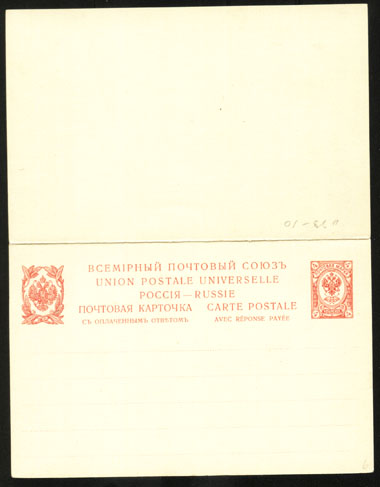 ВСЕМІРНЫЙ ПОЧТОВЫЙ СОЮЗЪ
UNION POSTALE UNIVERSELLE
РОССІЯ — RUSSIE
ПОЧТОВАЯ КАРТОЧКА CARTE POSTALE
СЪ ОПЛАЧЕННЫМЪ ОТВѢТОМЪ AVEC RÉPONSE PAYÉE